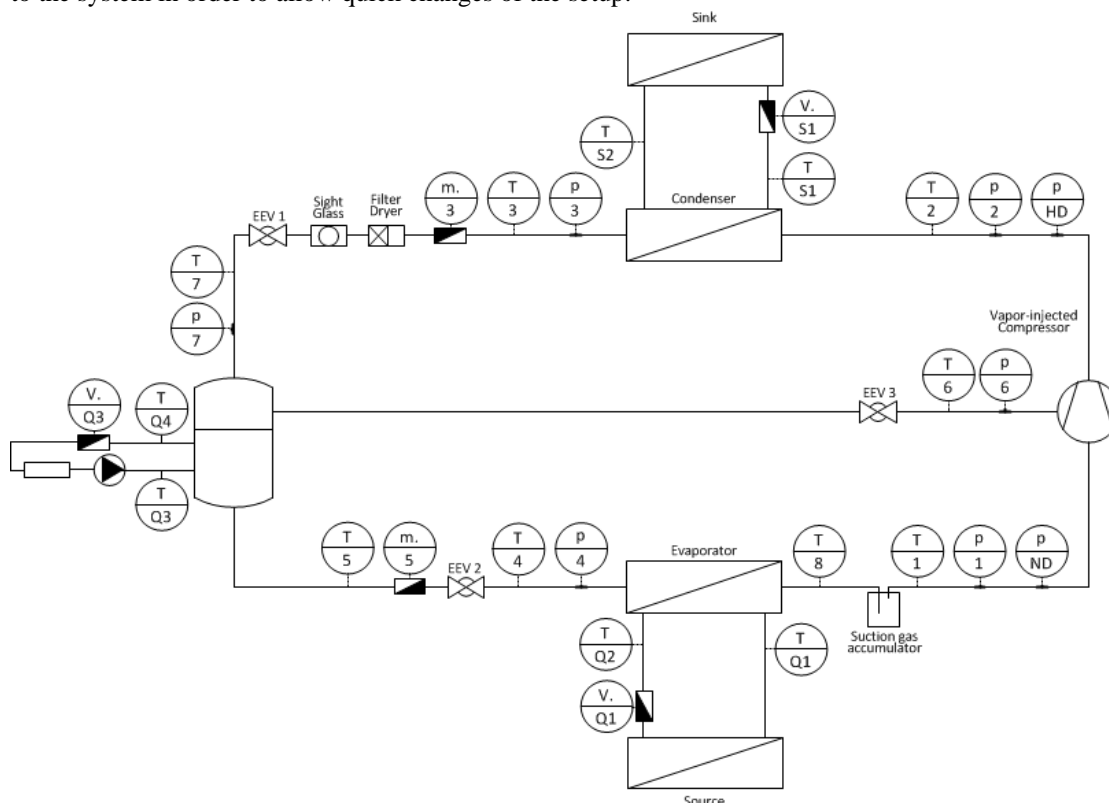 to the system in order to allow quick changes of the setup.
Sink
V.
S1
T
S2
T
S1
m.
3
T
3
p
3
Condenser
T
2
p
2
p
HD
EEV 1
Sight
Glass
Filter
Dryer
T
7
p
7
Vapor-injected
Compressor
T
6
p
6
EEV 3
V.
Q3
T
Q4
T
Q3
T
5
m.
5
EEV 2
T
4
p
4
Evaporator
T
8
T
1
p
1
p
ND
Suction gas
accumulator
T
Q2
T
Q1
V.
Q1
Source